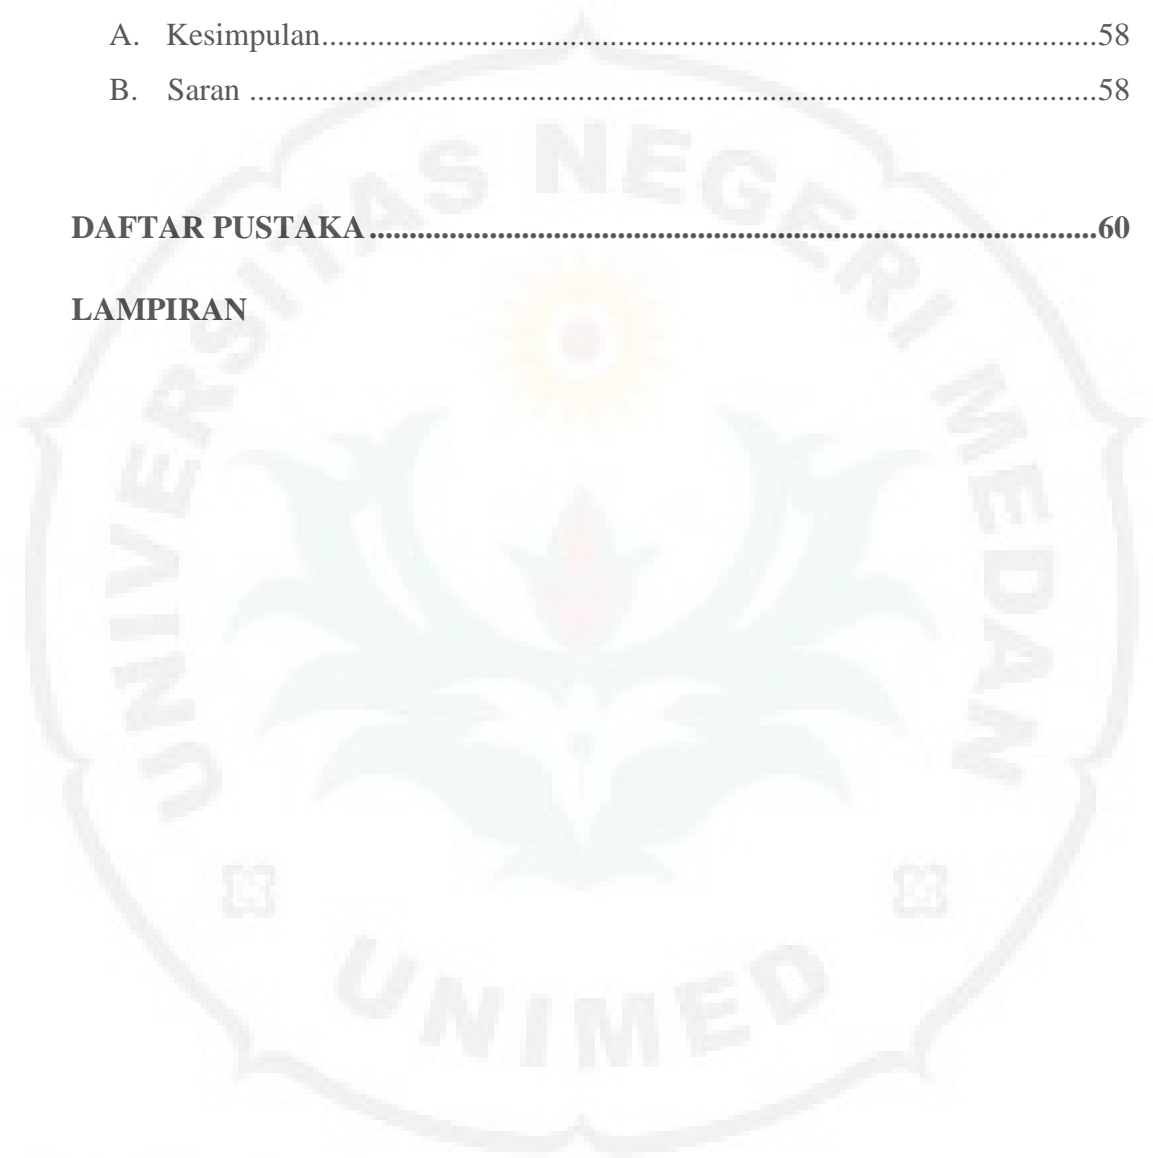 A. Kesimpulan.................................................................................................58
B. Saran ..........................................................................................................58
DAFTAR PUSTAKA...........................................................................................60
LAMPIRAN
UNIVERSITAS NEGERI MEDAN
UNIMED